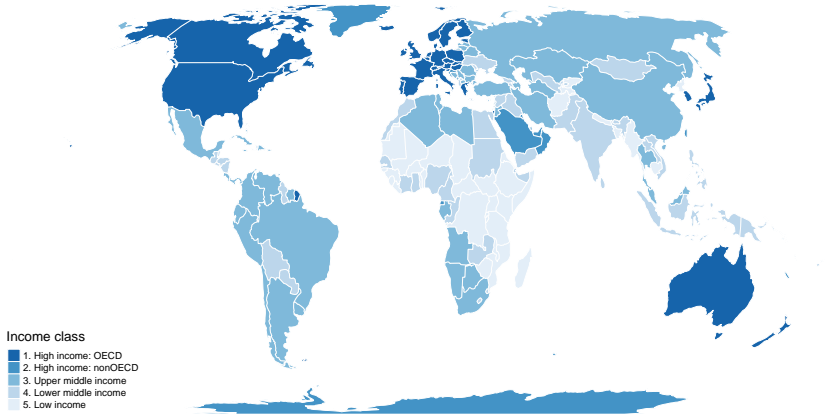 Income class
1. High income: OECD
2. High income: nonOECD
3. Upper middle income
4. Lower middle income
5. Low income